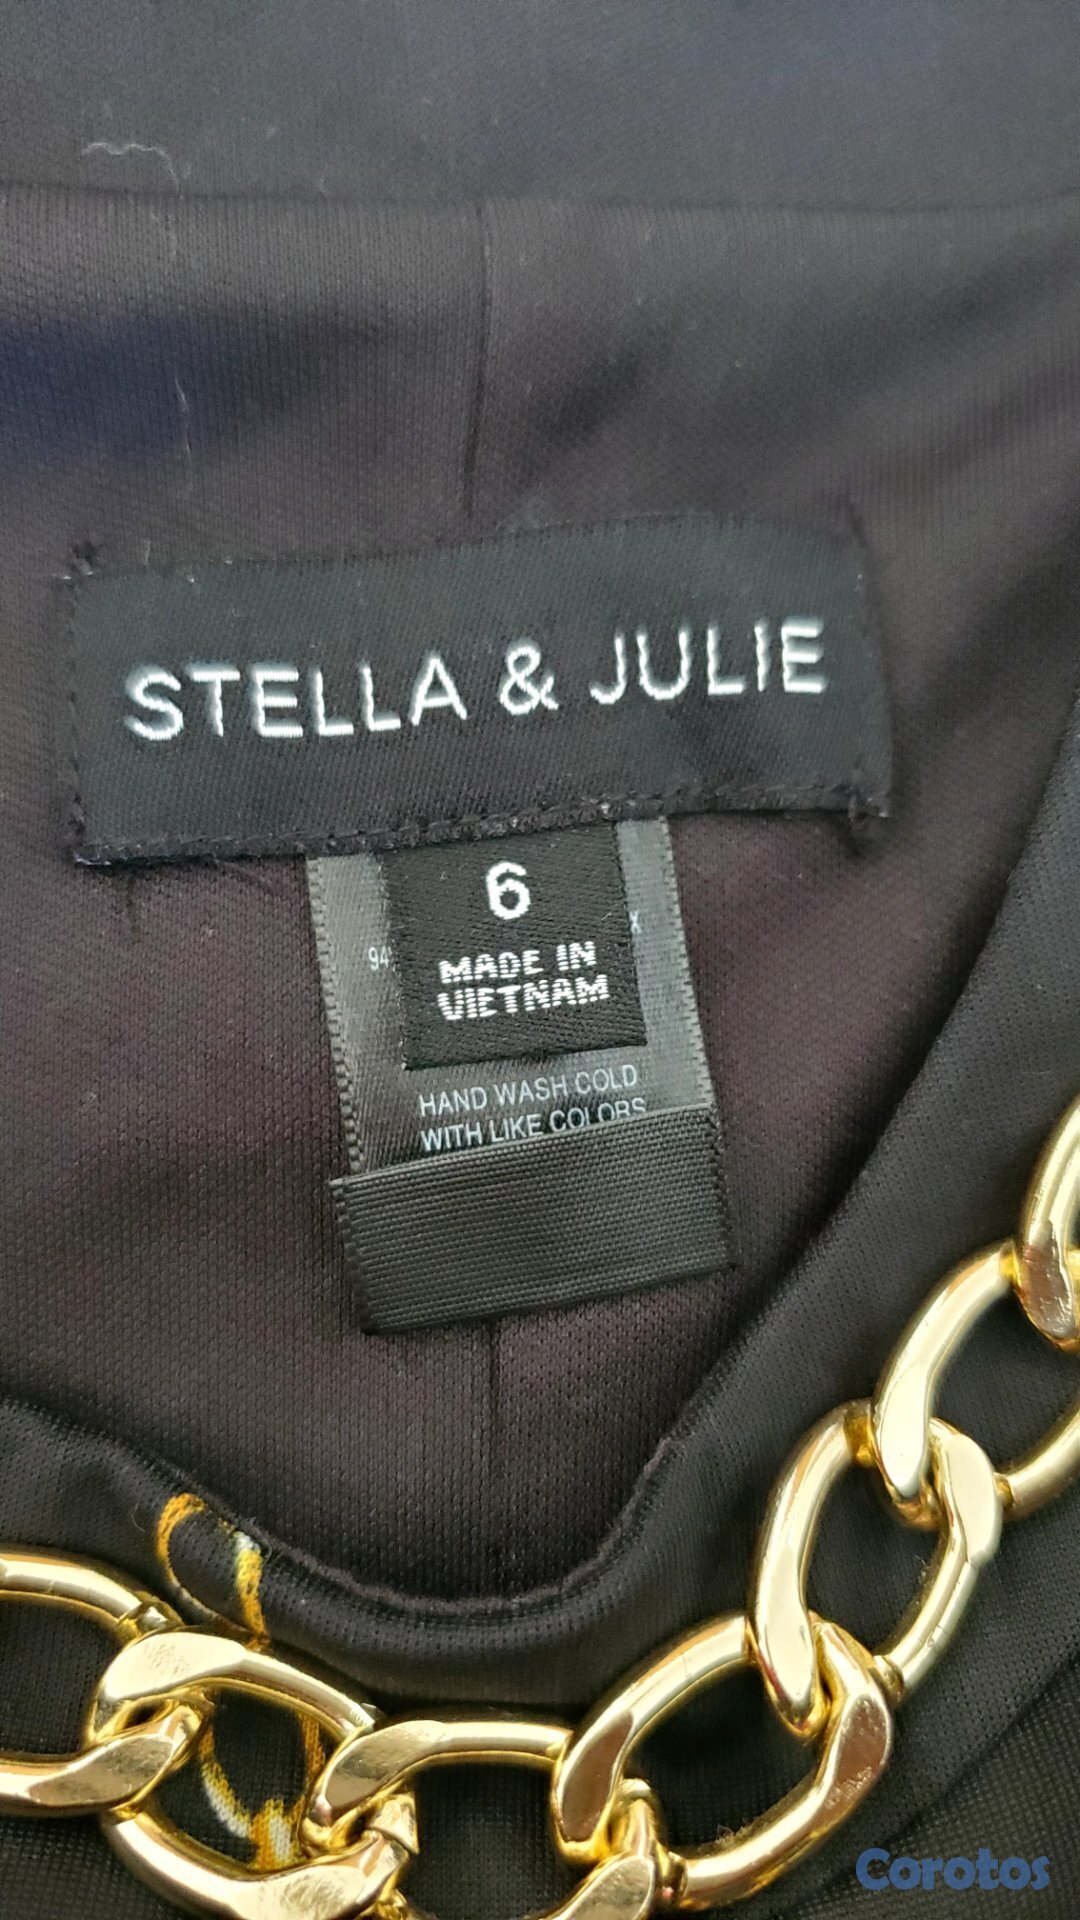 STELLA & JULIE
6
MADE IN
VIETNAM
HAND WASH COLD
WITH LIKE COLORS
Corotos